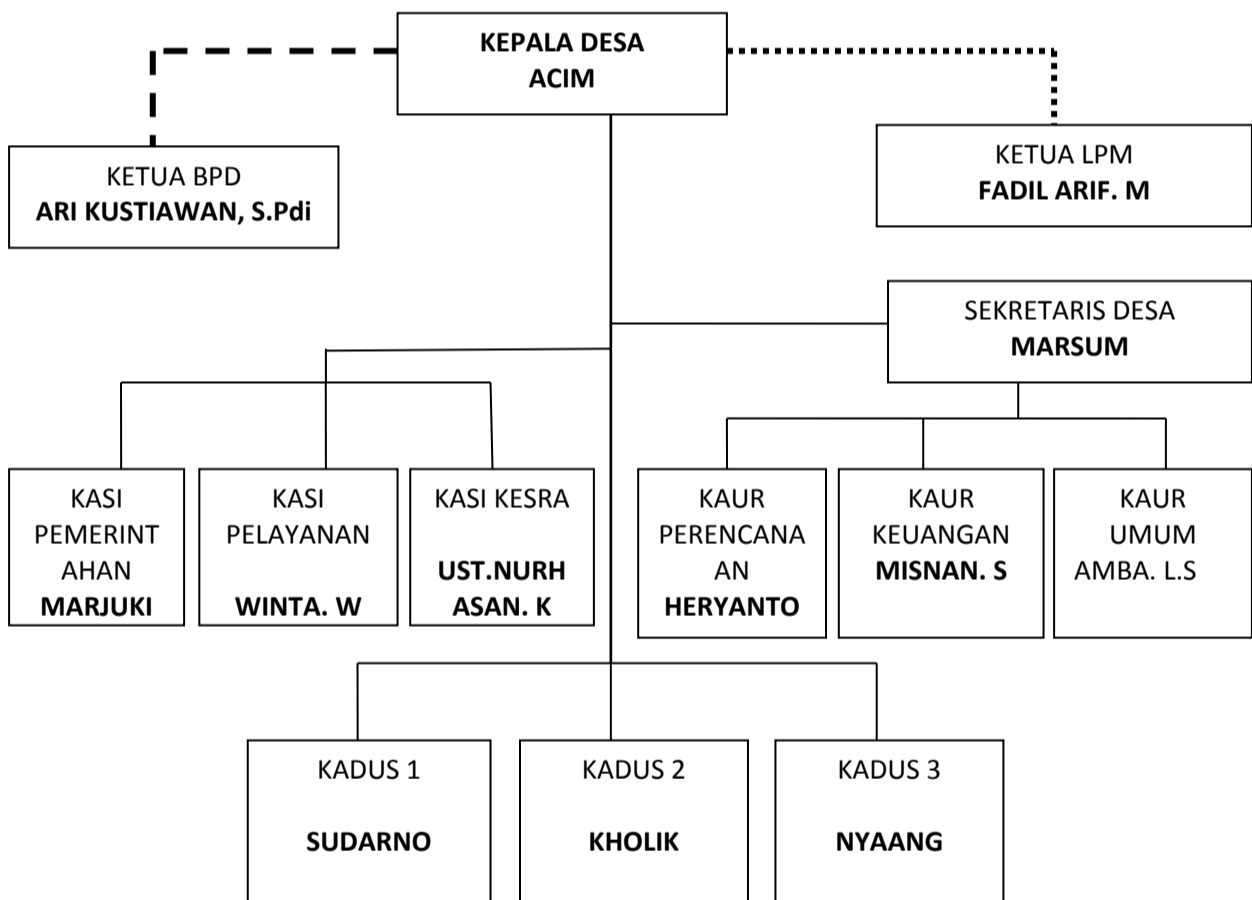 KEPALA DESA
ACIM
KETUA BPD
ARI KUSTIAWAN, S.Pdi
KETUA LPM
FADIL ARIF. M
SEKRETARIS DESA
MARSUM
KASI
PEMERINT
AHAN
MARJUKI
KASI
PELAYANAN
WINTA. W
KASI KESRA
UST.NURH
ASAN. K
KAUR
PERENCANA
AN
HERYANTO
KAUR
KEUANGAN
MISNAN. S
KAUR
UMUM
AMBA. L.S
KADUS 1
SUDARNO
KADUS 2
KHOLIK
KADUS 3
NYAANG